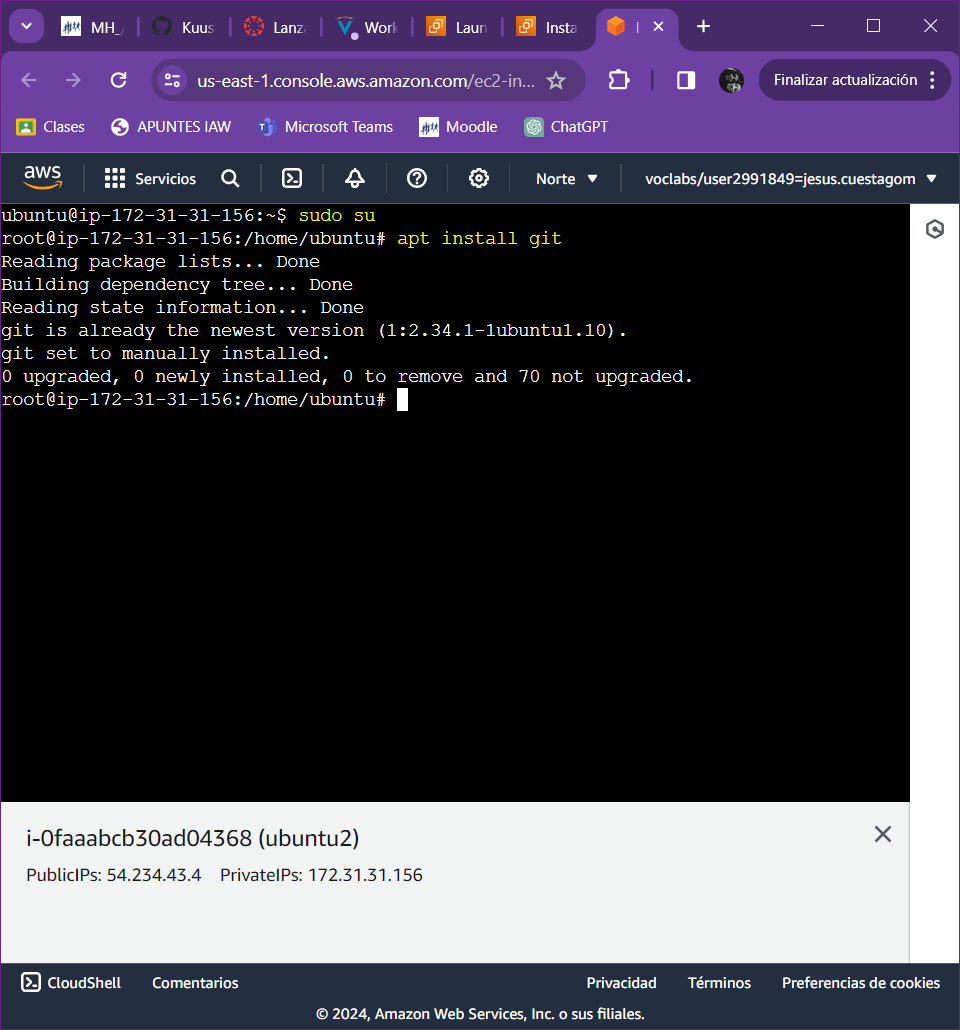 MH_
Kuus
Lanz
Work
Laun
Insta
us-east-1.console.aws.amazon.com/ec2-in...
Finalizar actualización
Clases
APUNTES IAW
Microsoft Teams
Moodle
ChatGPT
aws
Servicios
Norte
voclabs/user2991849=jesus.cuestagom
ubuntu@ip-172-31-31-156:~$ sudo su
root@ip-172-31-31-156:/home/ubuntu# apt install git
Reading package lists... Done
Building dependency tree... Done
Reading state information... Done
git is already the newest version (1:2.34.1-1ubuntu1.10).
git set to manually installed.
0 upgraded, 0 newly installed, 0 to remove and 70 not upgraded.
root@ip-172-31-31-156:/home/ubuntu#
i-0faaabcb30ad04368 (ubuntu2)
PublicIPs: 54.234.43.4 PrivateIPs: 172.31.31.156
CloudShell
Comentarios
Privacidad
Términos
Preferencias de cookies
© 2024, Amazon Web Services, Inc. o sus filiales.